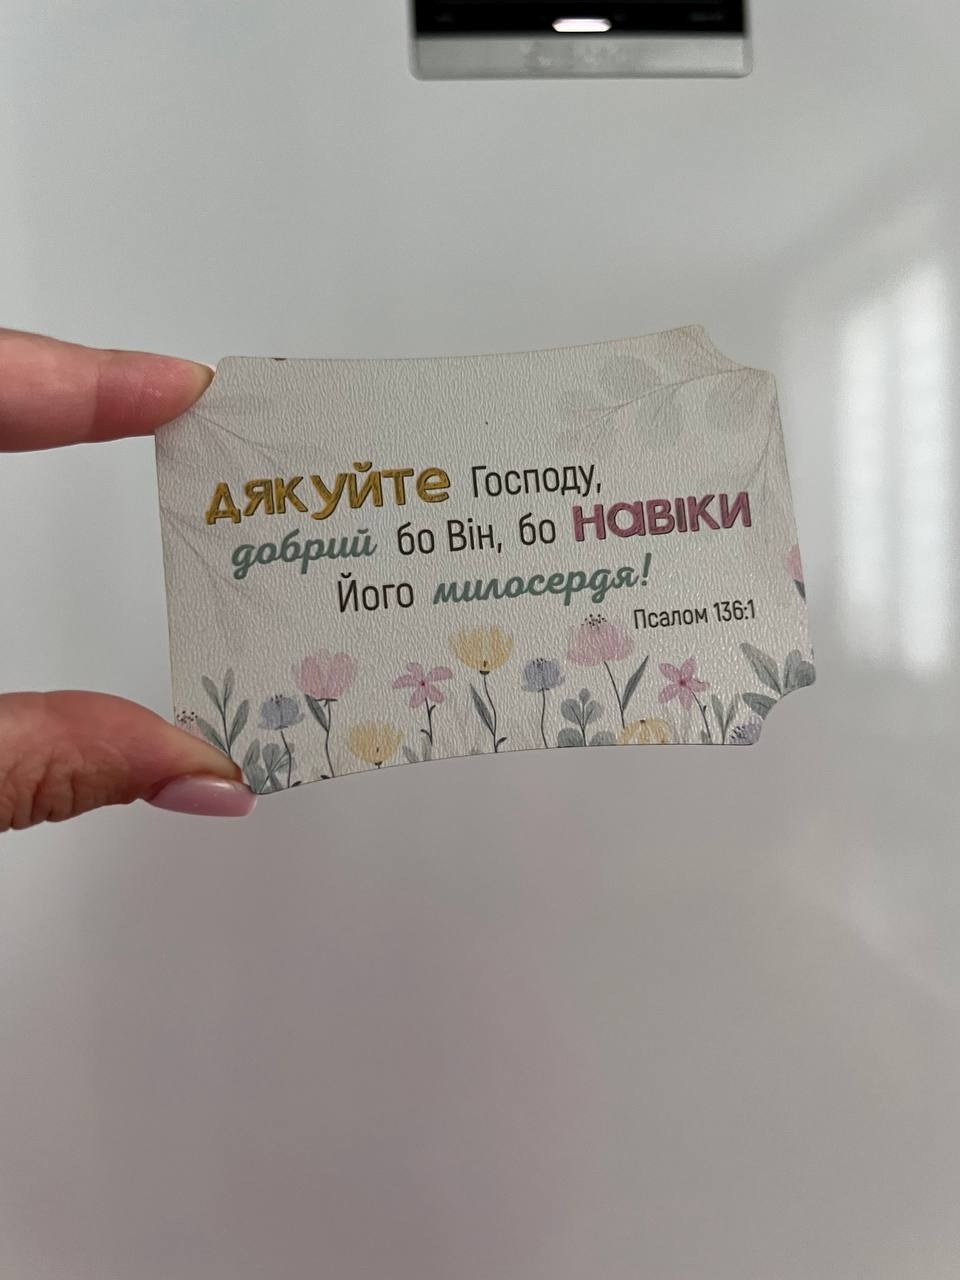 ДЯКУЙТЕ Господу,
добрий бо Він, бо НАВІКИ
Його милосердя!
Псалом 136:1